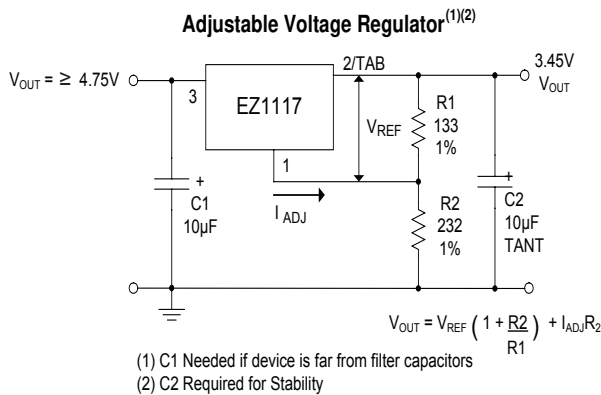 Adjustable Voltage Regulator(1)(2)
VOUT = ≥ 4.75V
3
EZ1117
2/TAB
3.45V
VOUT
VREF
R1
133
1%
1
IADJ
+
C1
10µF
R2
232
1%
+
C2
10µF
TANT
VOUT = VREF ( 1 + R2/R1 ) + IADJR2
(1) C1 Needed if device is far from filter capacitors
(2) C2 Required for Stability